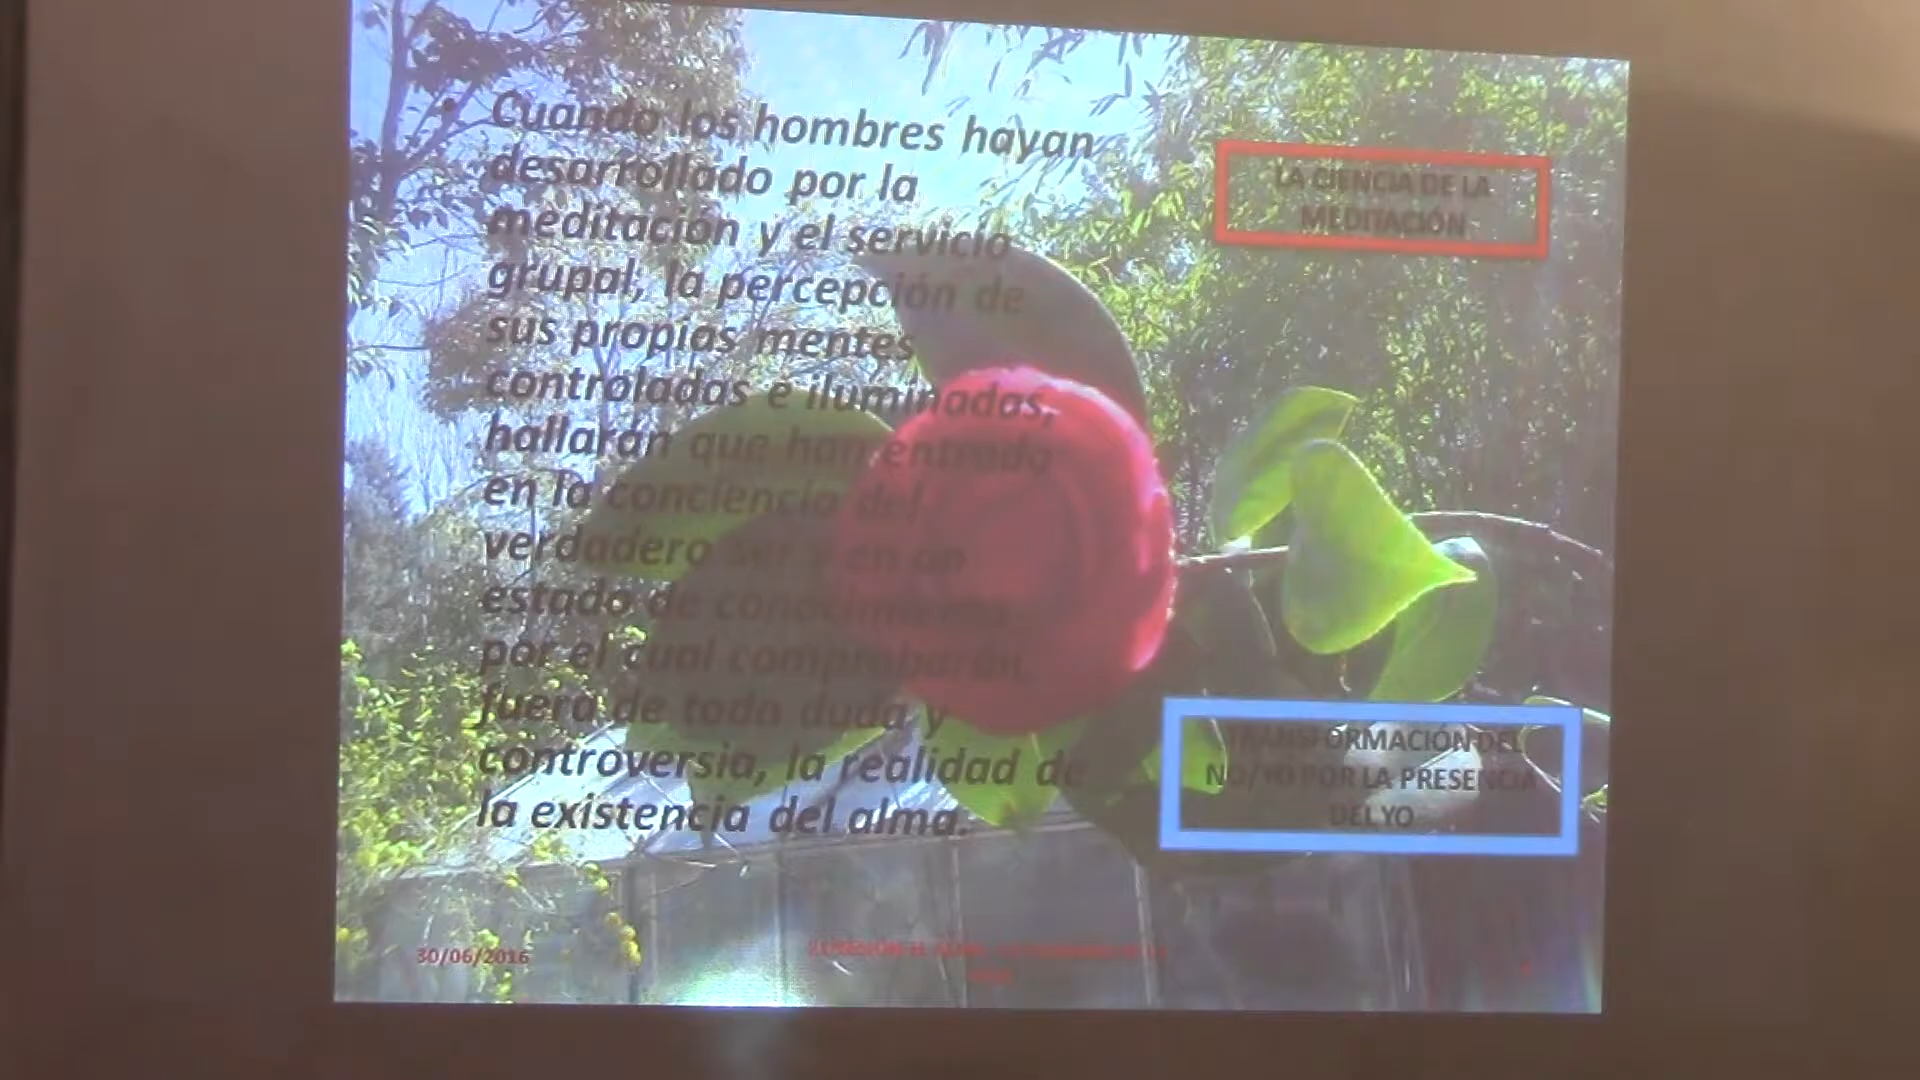 • Cuando los hombres hayan
desarrollado por la
meditación y el servicio
grupal, la percepción de
sus propias mentes
controladas e iluminadas,
hallarán que han entrado
en la conciencia del
verdadero ser y en un
estado de conocimiento
por el cual comprobarán,
fuera de toda duda y
controversia, la realidad de
la existencia del alma.
LA CIENCIA DE LA
MEDITACIÓN
TRANSFORMACIÓN DEL
NO/YO POR LA PRESENCIA
DEL YO
30/06/2016